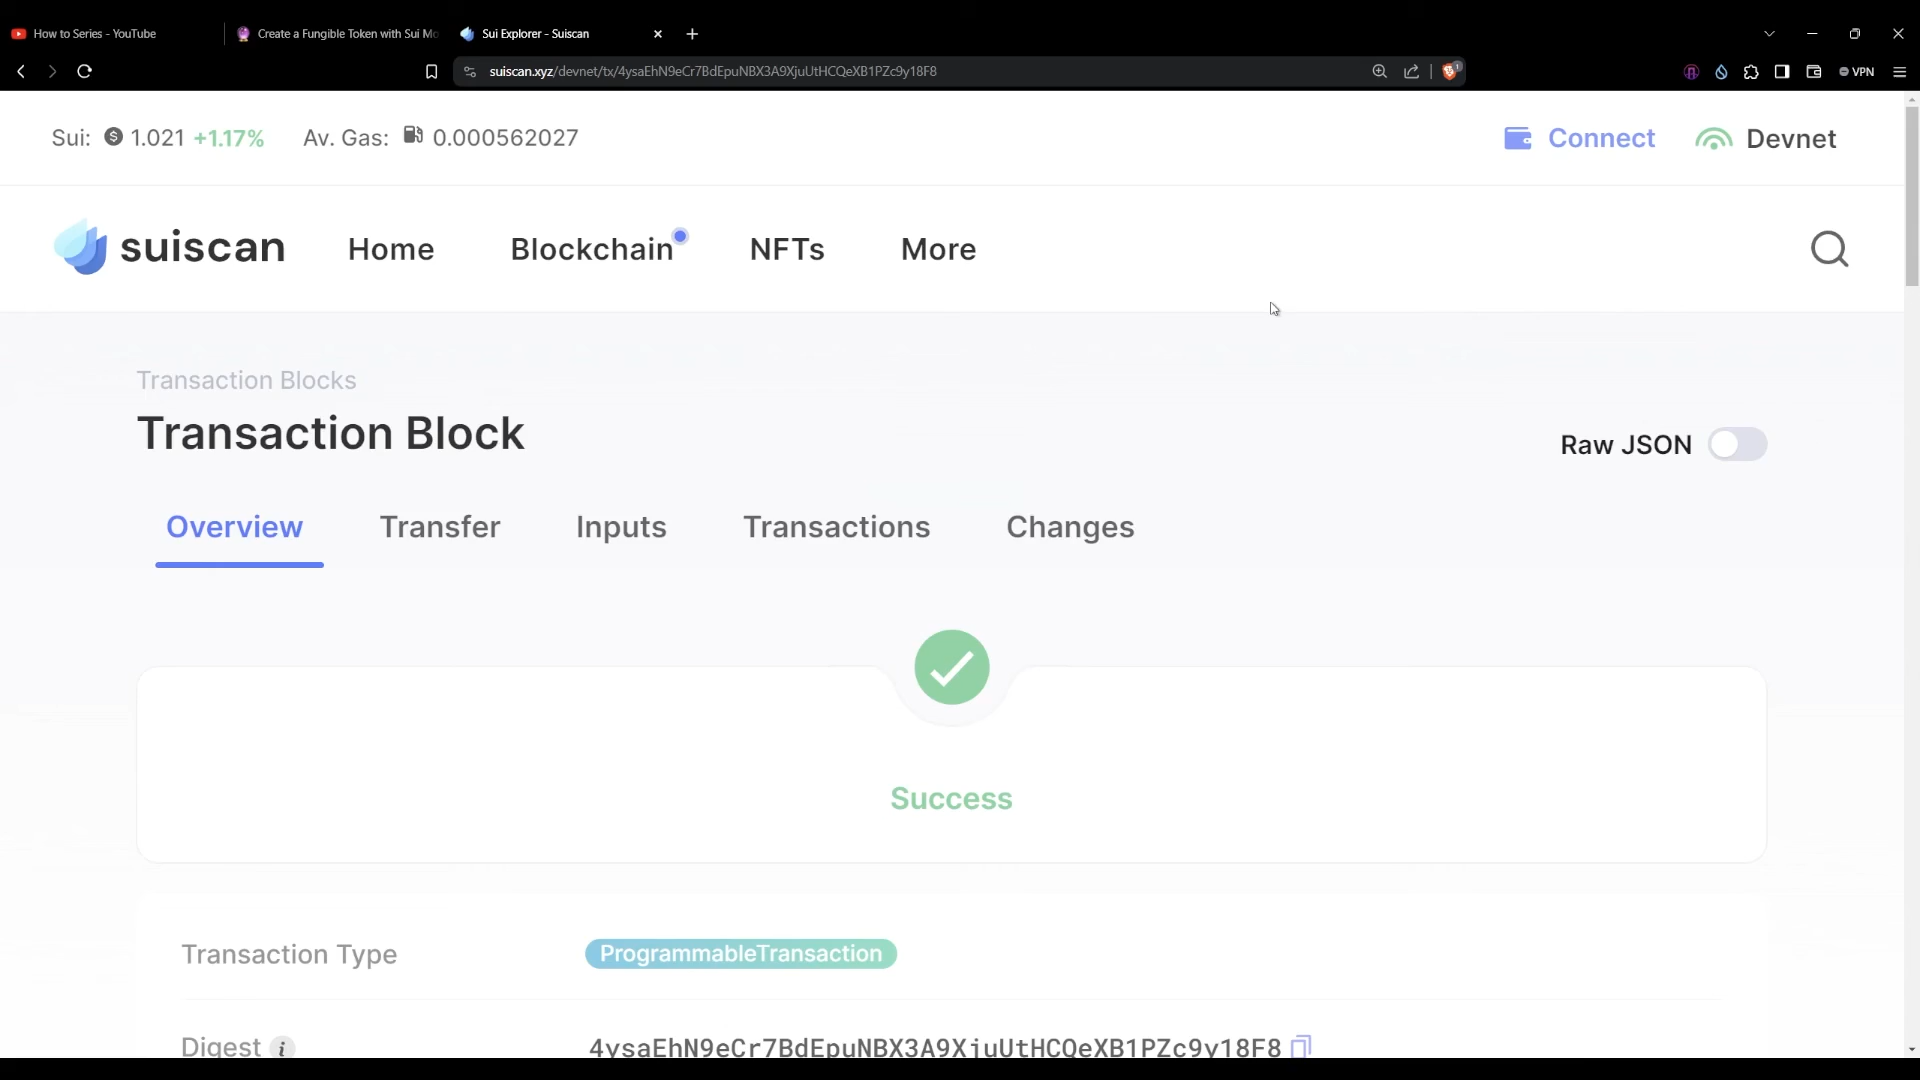 How to Series - YouTube
Create a Fungible Token with Sui Mo
Sui Explorer - Suiscan
suiscan.xyz/devnet/tx/4ysaEhN9eCr7BdEpuNBX3A9XjuUtHCQeXB1PZc9y18F8
1
VPN
Sui: $ 1.021 +1.17% Av. Gas: 0.000562027
Connect Devnet
suiscan Home Blockchain NFTs More
Transaction Blocks
Transaction Block
Raw JSON
Overview Transfer Inputs Transactions Changes
Success
Transaction Type ProgrammableTransaction
Digest i 4ysaEhN9eCr7BdEpuNBX3A9XjuUtHCQeXB1PZc9y18F8